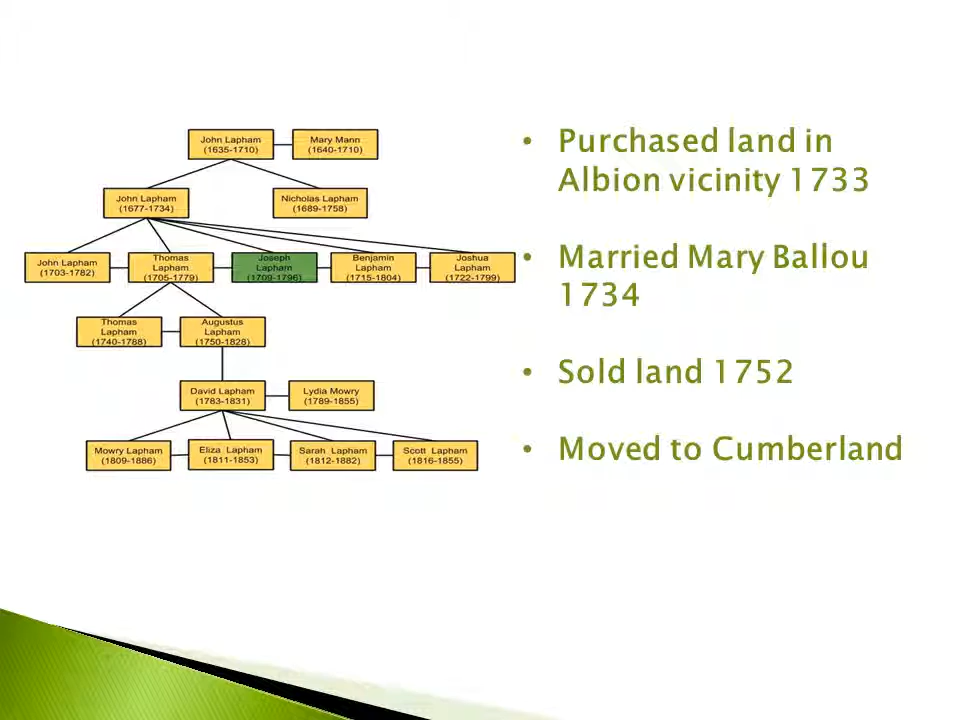 John Lapham
(1635-1710)
Mary Mann
(1640-1710)
John Lapham
(1677-1734)
Nicholas Lapham
(1689-1758)
John Lapham
(1703-1782)
Thomas
Lapham
(1705-1779)
Joseph
Lapham
(1709-1796)
Benjamin
Lapham
(1715-1804)
Joshua
Lapham
(1722-1799)
Thomas
Lapham
(1740-1788)
Augustus
Lapham
(1750-1828)
David Lapham
(1783-1831)
Lydia Mowry
(1789-1855)
Mowry Lapham
(1809-1886)
Eliza Lapham
(1811-1853)
Sarah Lapham
(1812-1882)
Scott Lapham
(1816-1855)
• Purchased land in
Albion vicinity 1733
• Married Mary Ballou
1734
• Sold land 1752
• Moved to Cumberland